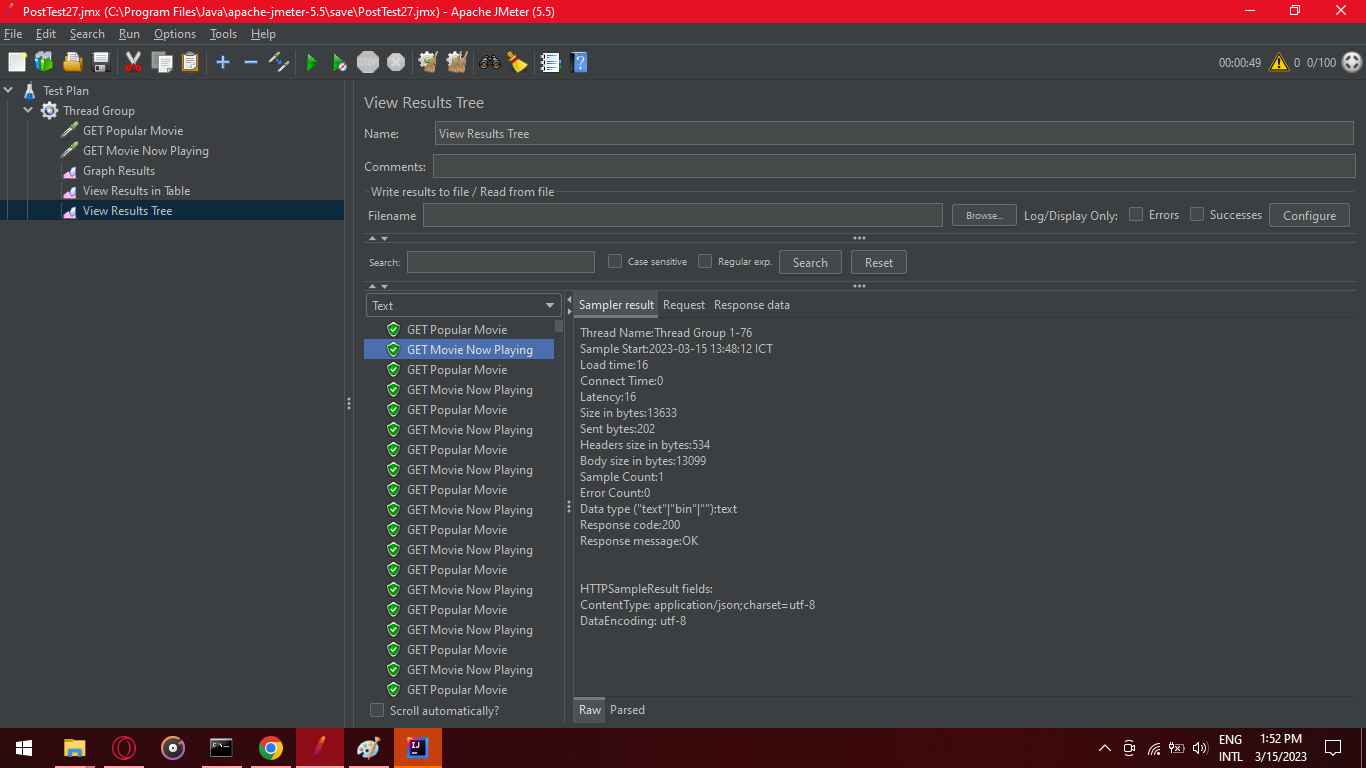 PostTest27.jmx (C:\Program Files\Java\apache-jmeter-5.5\save\PostTest27.jmx) - Apache JMeter (5.5)
File Edit Search Run Options Tools Help
STOP
00:00:49 0 0/100
Test Plan
Thread Group
GET Popular Movie
GET Movie Now Playing
Graph Results
View Results in Table
View Results Tree
View Results Tree
Name: View Results Tree
Comments:
Write results to file / Read from file
Filename Browse... Log/Display Only: Errors Successes Configure
Search: Case sensitive Regular exp. Search Reset
Text
GET Popular Movie
GET Movie Now Playing
GET Popular Movie
GET Movie Now Playing
GET Popular Movie
GET Movie Now Playing
GET Popular Movie
GET Movie Now Playing
GET Popular Movie
GET Movie Now Playing
GET Popular Movie
GET Movie Now Playing
GET Popular Movie
GET Movie Now Playing
GET Popular Movie
GET Movie Now Playing
GET Popular Movie
GET Movie Now Playing
GET Popular Movie
Scroll automatically?
Sampler result Request Response data
Thread Name:Thread Group 1-76
Sample Start:2023-03-15 13:48:12 ICT
Load time:16
Connect Time:0
Latency:16
Size in bytes:13633
Sent bytes:202
Headers size in bytes:534
Body size in bytes:13099
Sample Count:1
Error Count:0
Data type ("text"|"bin"|""):text
Response code:200
Response message:OK
HTTPSampleResult fields:
ContentType: application/json;charset=utf-8
DataEncoding: utf-8
Raw Parsed
IJ
ENG
INTL
1:52 PM
3/15/2023